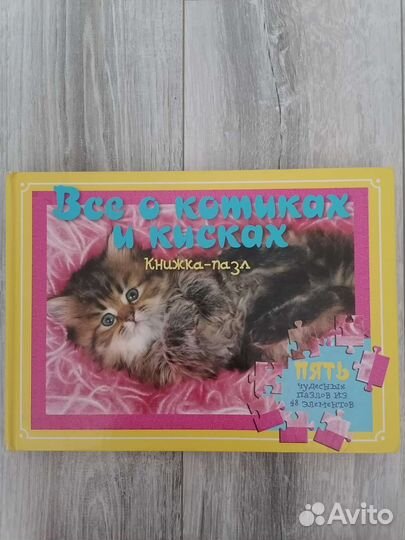 Все о котиках
и кисках
Книжка-пазл
ПЯТЬ
чудесных
пазлов из
48 элементов
Avito